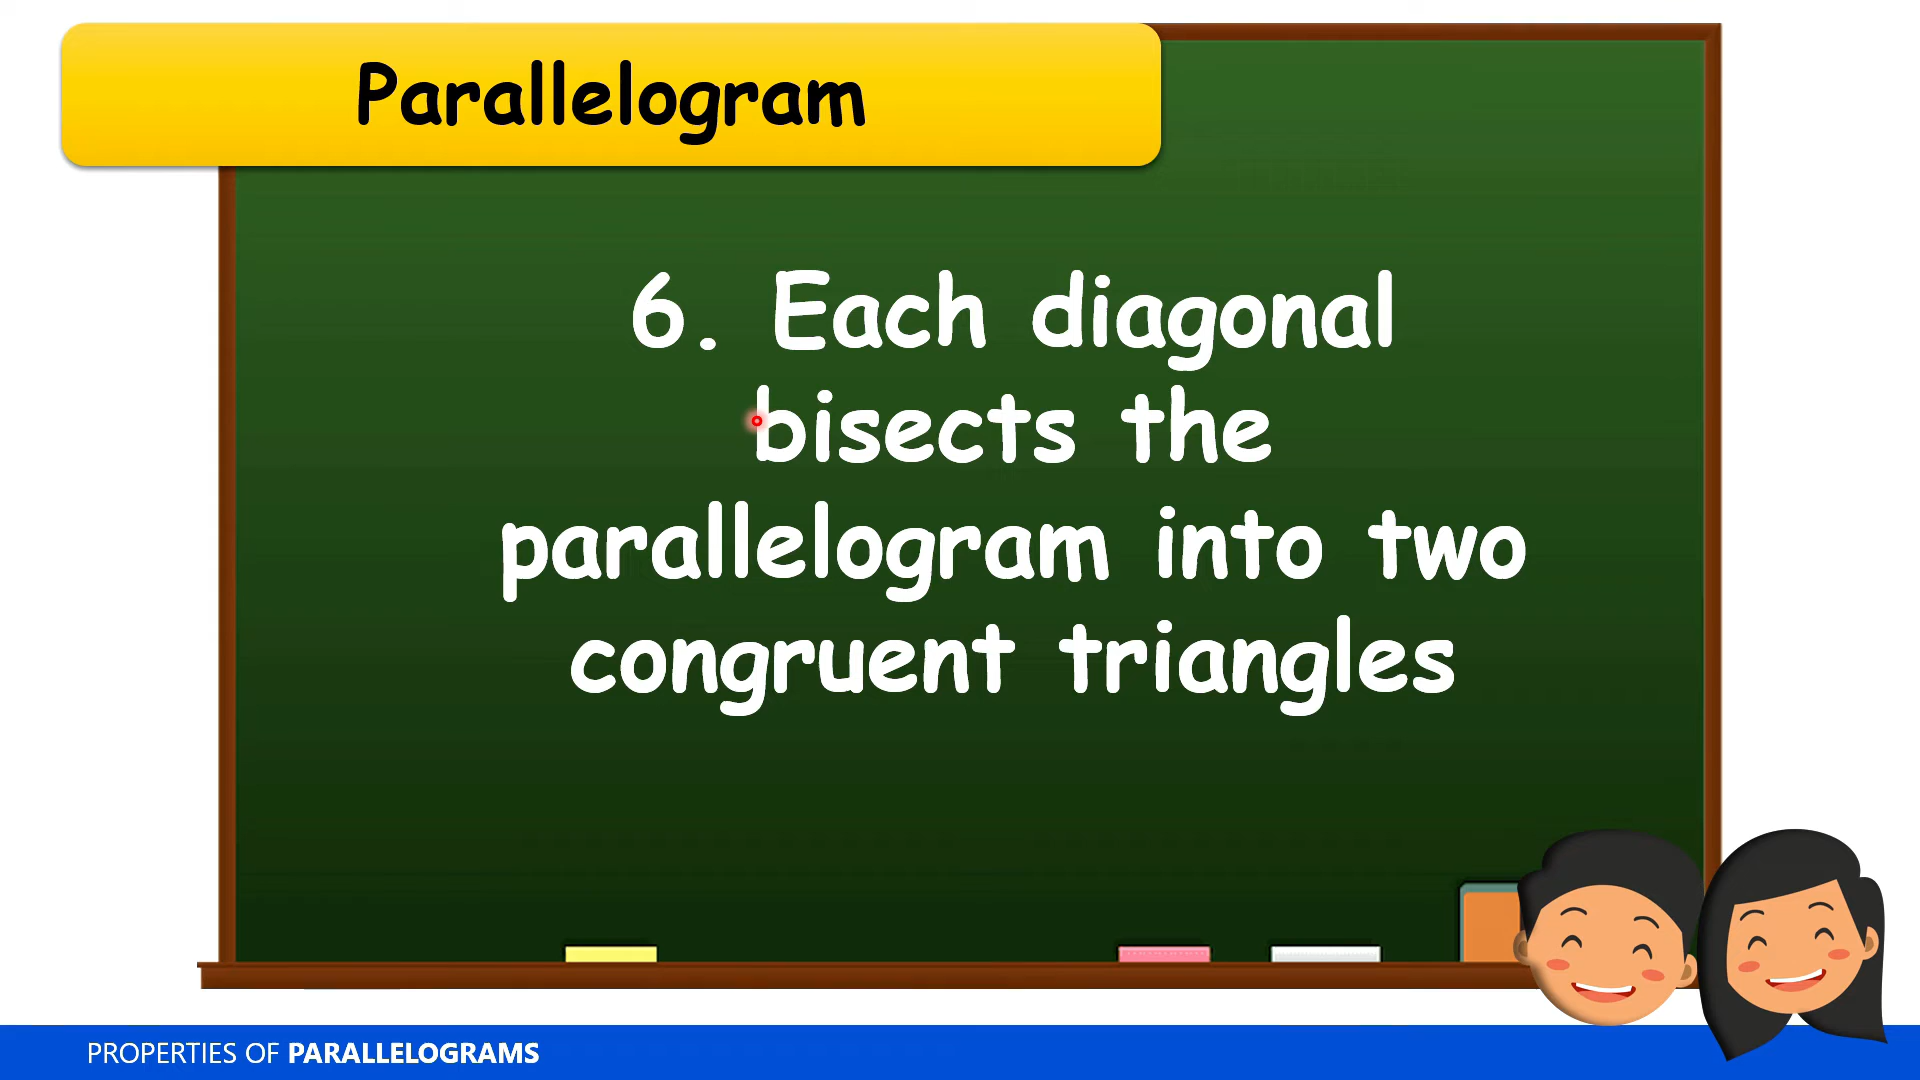 Parallelogram
6. Each diagonal
bisects the
parallelogram into two
congruent triangles
PROPERTIES OF PARALLELOGRAMS